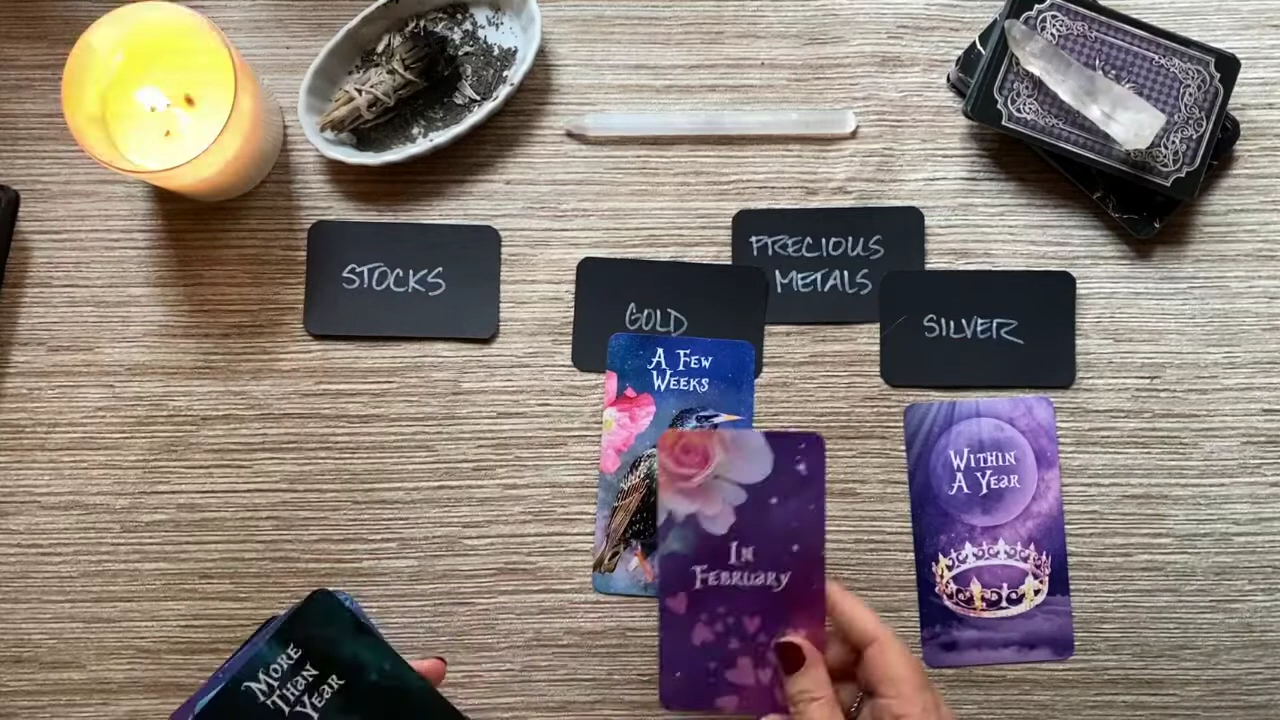 STOCKS
PRECIOUS
METALS
GOLD
SILVER
A Few
Weeks
Within
A Year
In
February
More
Than
Year